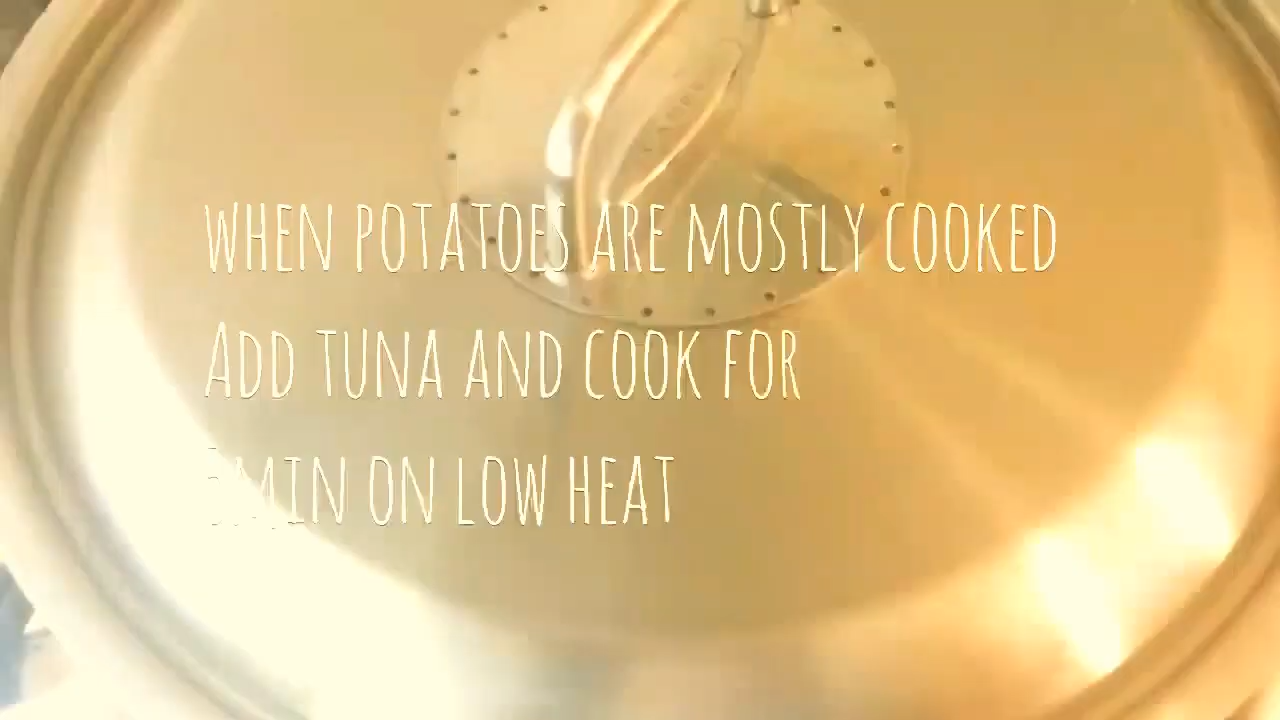 WHEN POTATOES ARE MOSTLY COOKED
ADD TUNA AND COOK FOR
MIN ON LOW HEAT